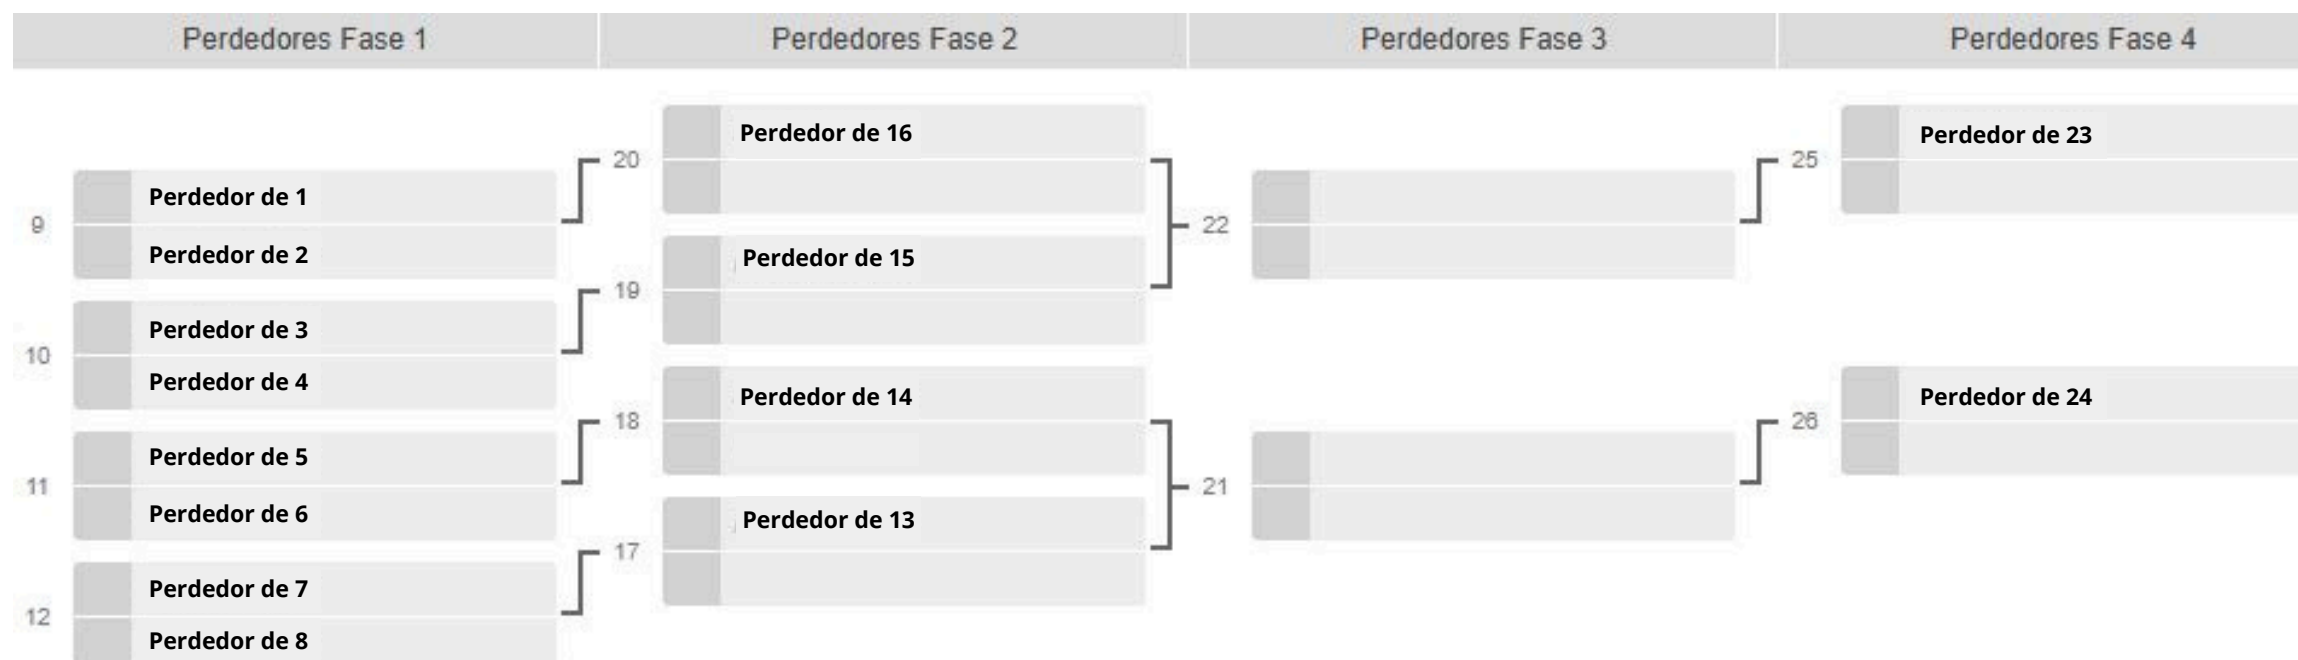 Perdedores Fase 1
Perdedores Fase 2
Perdedores Fase 3
Perdedores Fase 4
9
Perdedor de 1
Perdedor de 2
10
Perdedor de 3
Perdedor de 4
11
Perdedor de 5
Perdedor de 6
12
Perdedor de 7
Perdedor de 8
20
Perdedor de 16
19
Perdedor de 15
18
Perdedor de 14
17
Perdedor de 13
22
21
25
Perdedor de 23
26
Perdedor de 24